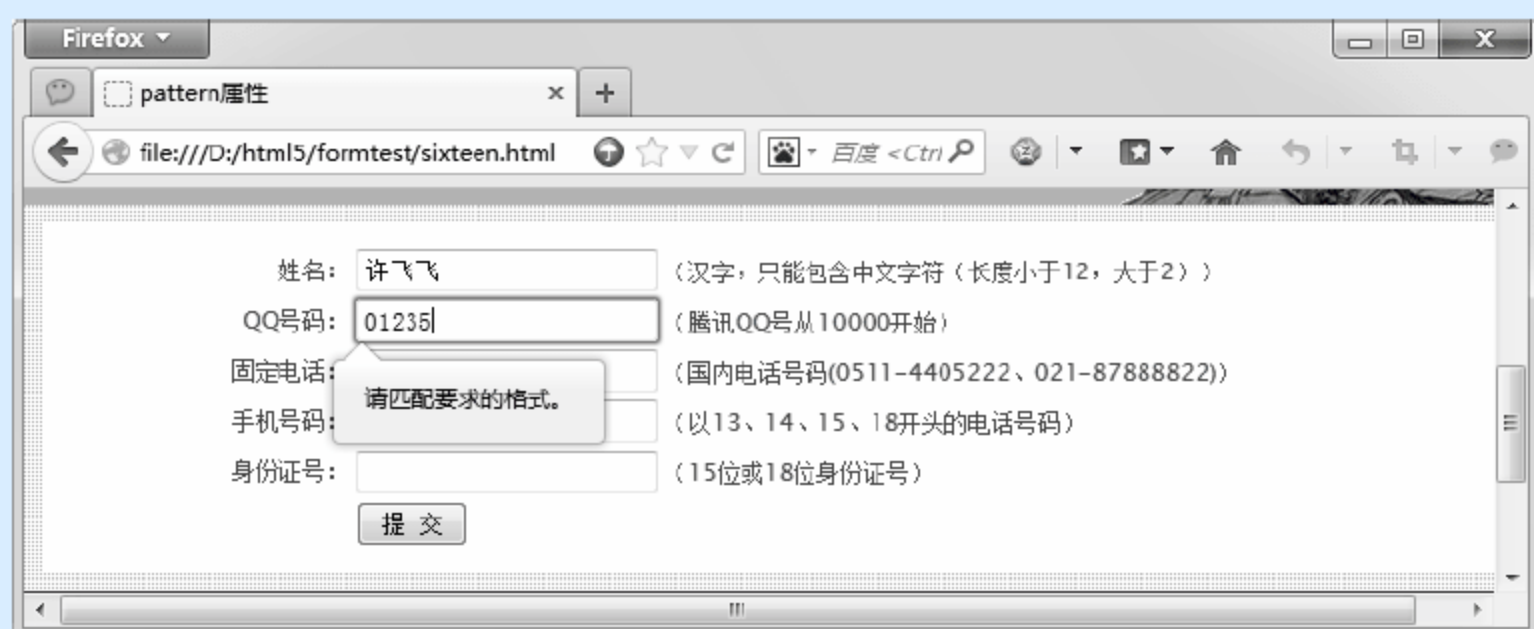 Firefox
pattern属性
file:///D:/html5/formtest/sixteen.html
百度 <Ctrl
姓名： 许飞飞 （汉字，只能包含中文字符（长度小于12，大于2））
QQ号码： 01235 （腾讯QQ号从10000开始）
固定电话： （国内电话号码(0511-4405222、021-87888822)）
请匹配要求的格式。
手机号码： （以13、14、15、18开头的电话号码）
身份证号： （15位或18位身份证号）
提 交